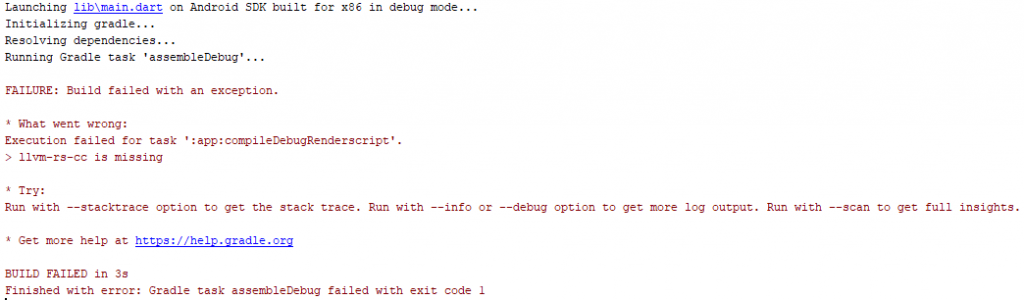 Launching lib\main.dart on Android SDK built for x86 in debug mode...
Initializing gradle...
Resolving dependencies...
Running Gradle task 'assembleDebug'...
FAILURE: Build failed with an exception.
* What went wrong:
Execution failed for task ':app:compileDebugRenderscript'.
> llvm-rs-cc is missing
* Try:
Run with --stacktrace option to get the stack trace. Run with --info or --debug option to get more log output. Run with --scan to get full insights.
* Get more help at https://help.gradle.org
BUILD FAILED in 3s
Finished with error: Gradle task assembleDebug failed with exit code 1